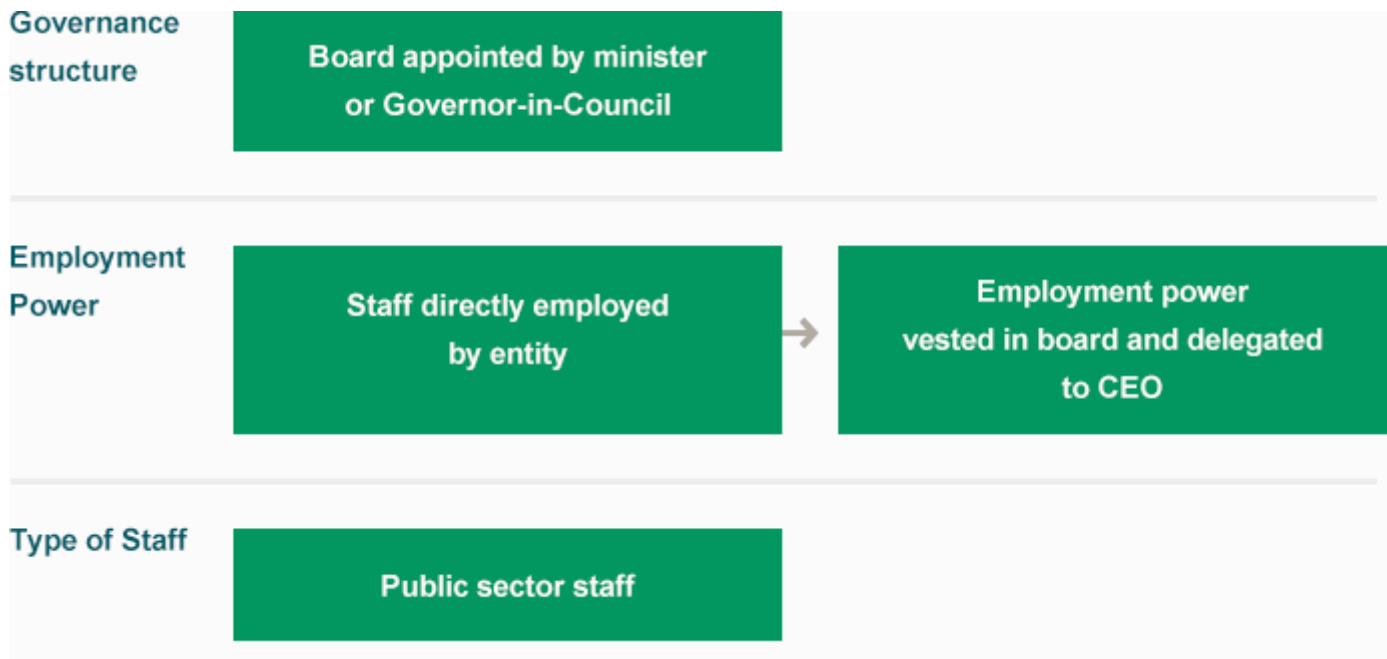 Governance
structure
Board appointed by minister
or Governor-in-Council
Employment
Power
Staff directly employed
by entity
Employment power
vested in board and delegated
to CEO
Type of Staff
Public sector staff